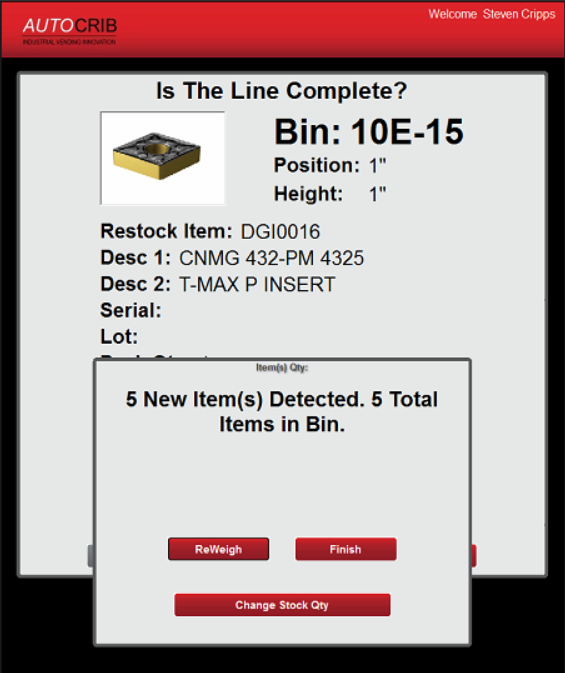 Welcome Steven Cripps
AUTOCRIB
INDUSTRIAL VENDING INNOVATION
Is The Line Complete?
Bin: 10E-15
Position: 1"
Height: 1"
Restock Item: DGI0016
Desc 1: CNMG 432-PM 4325
Desc 2: T-MAX P INSERT
Serial:
Lot:
Item(s) Qty:
5 New Item(s) Detected. 5 Total
Items in Bin.
ReWeigh
Finish
Change Stock Qty